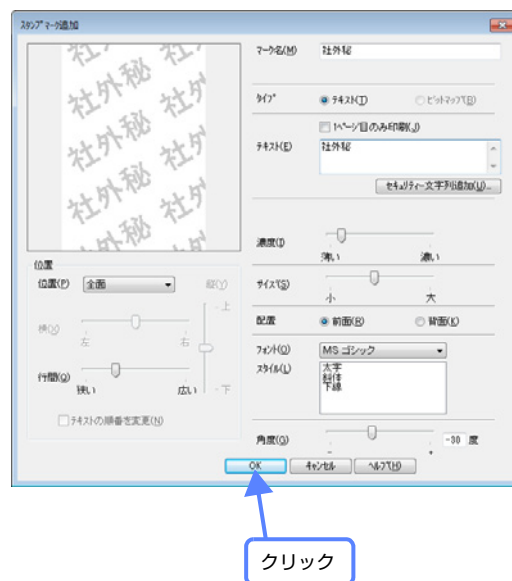 スタンプマーク追加
社外秘 社外秘
社外秘 社外秘
社外秘 社外秘
マーク名(M) 社外秘
タイプ テキスト(T) ビットマップ(B)
1ページ目のみ印刷(J)
テキスト(E) 社外秘
セキュリティー文字列追加(U)...
濃度(I)
薄い 濃い
サイズ(S)
小 大
配置 前面(R) 背面(K)
フォント(O) MS ゴシック
スタイル(L) 太字
斜体
下線
角度(G) -30 度
- +
位置
位置(P) 全面 縦(Y)
上
横(X)
左 右
行間(Q)
狭い 広い 下
テキストの順番を変更(N)
OK キャンセル ヘルプ(H)
クリック